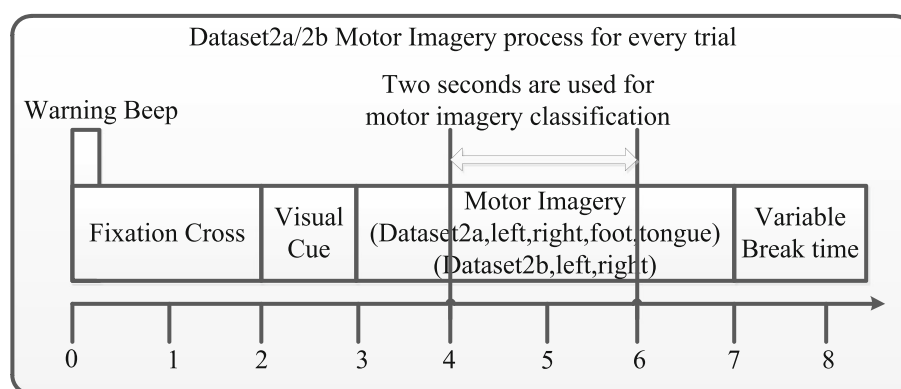 Dataset2a/2b Motor Imagery process for every trial
Two seconds are used for
motor imagery classification
Warning Beep
Fixation Cross
Visual
Cue
Motor Imagery
(Dataset2a,left,right,foot,tongue)
(Dataset2b,left,right)
Variable
Break time
0 1 2 3 4 5 6 7 8